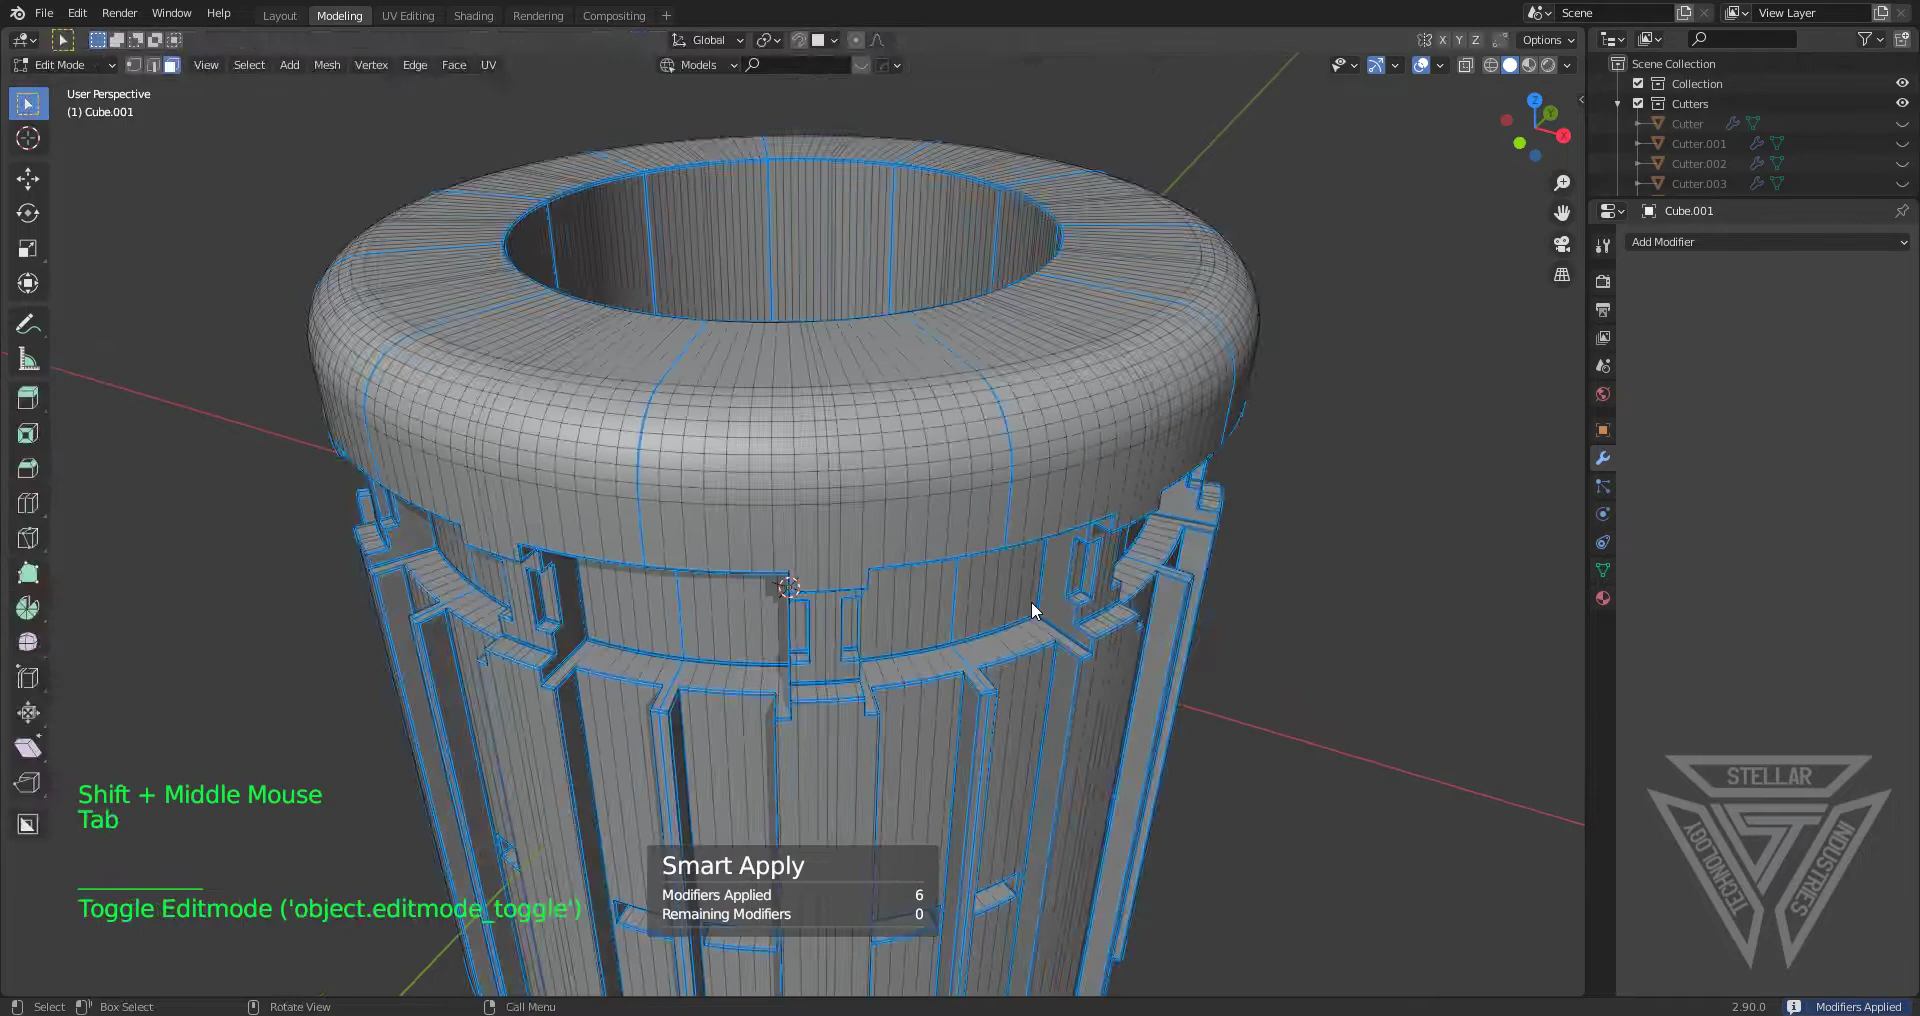 File Edit Render Window Help Layout Modeling UV Editing Shading Rendering Compositing + Scene View Layer
Global X Y Z Options
Edit Mode View Select Add Mesh Vertex Edge Face UV Models
User Perspective
(1) Cube.001
Z
Y
X
Scene Collection
Collection
Cutters
Cutter
Cutter.001
Cutter.002
Cutter.003
Cube.001
Add Modifier
Shift + Middle Mouse
Tab
Toggle Editmode ('object.editmode_toggle')
Smart Apply
Modifiers Applied 6
Remaining Modifiers 0
STELLAR
TECHNOLOGY
INDUSTRIES
Select Box Select Rotate View Call Menu 2.90.0 Modifiers Applied